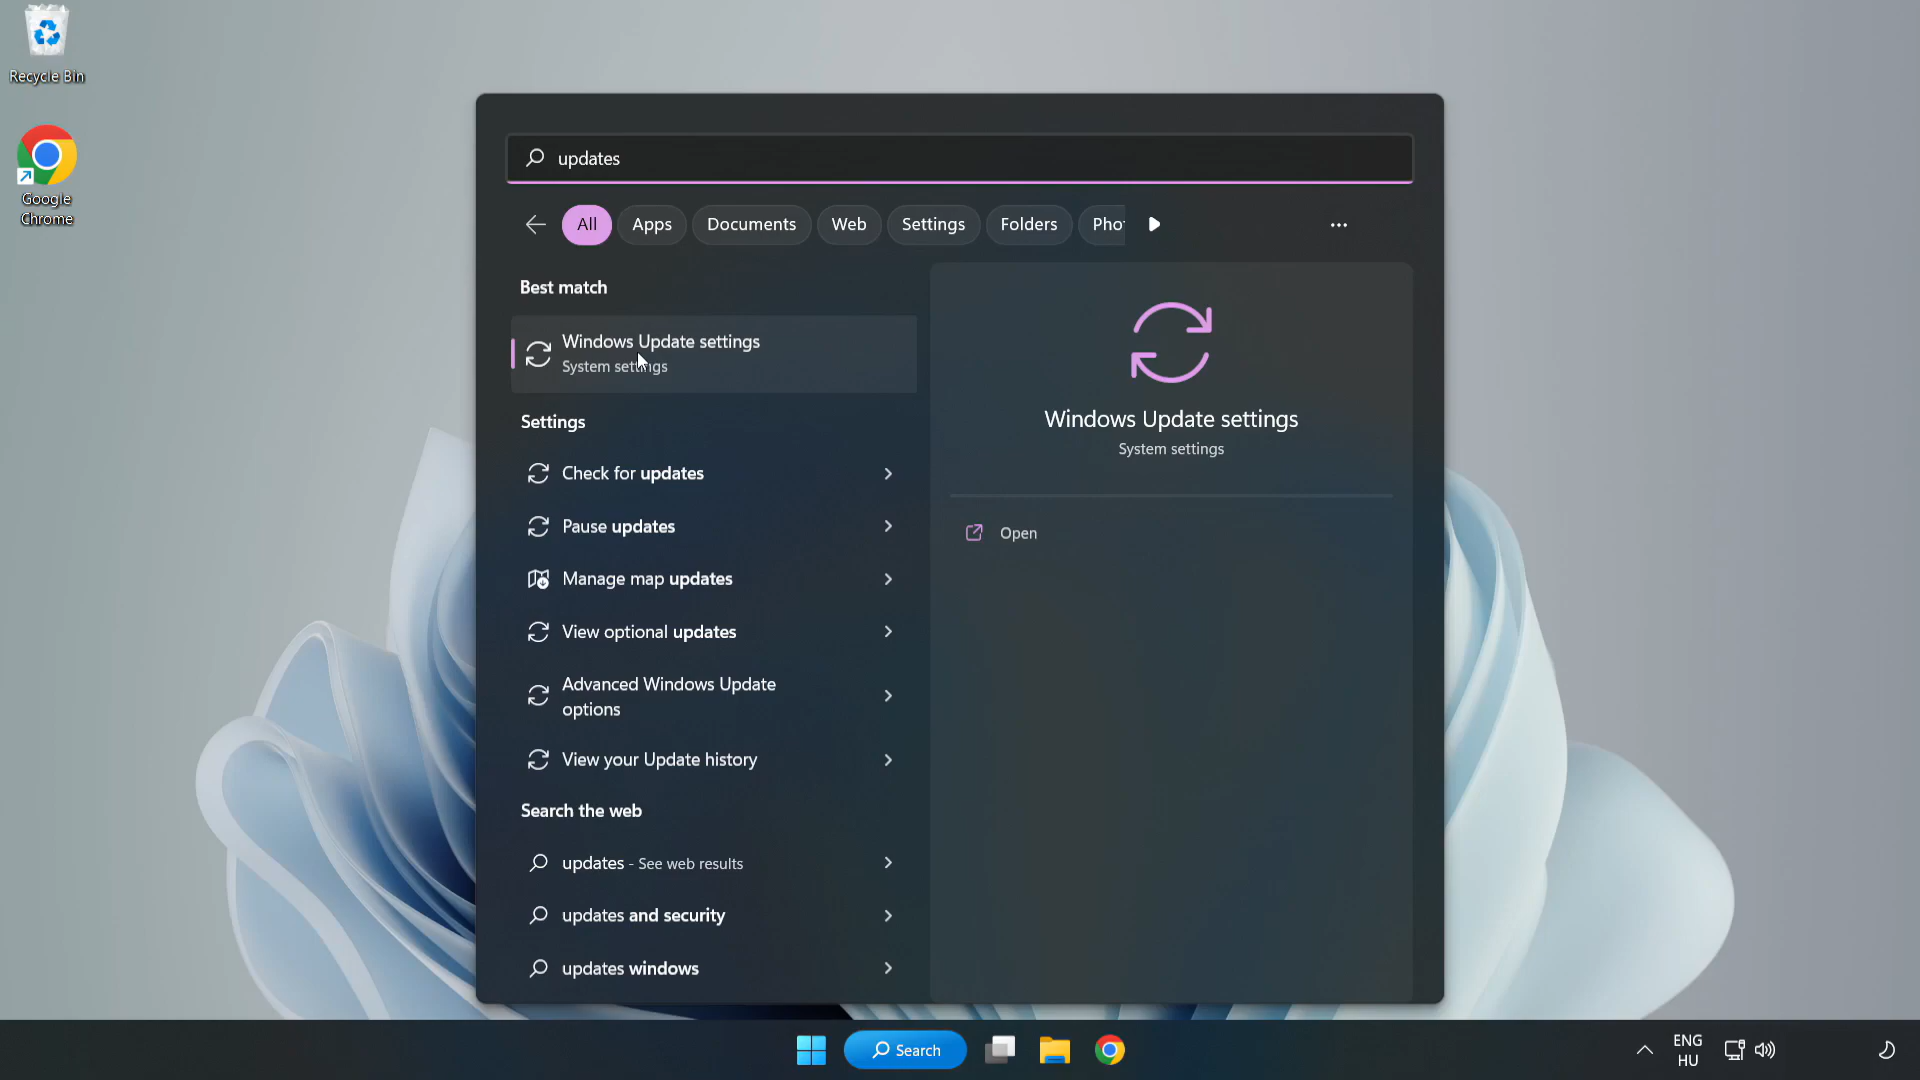 Recycle Bin
Google
Chrome
updates
All
Apps
Documents
Web
Settings
Folders
Best match
Windows Update settings
System settings
Settings
Check for updates
Pause updates
Manage map updates
View optional updates
Advanced Windows Update
options
View your Update history
Search the web
updates - See web results
updates and security
updates windows
Windows Update settings
System settings
Open
Search
ENG
HU